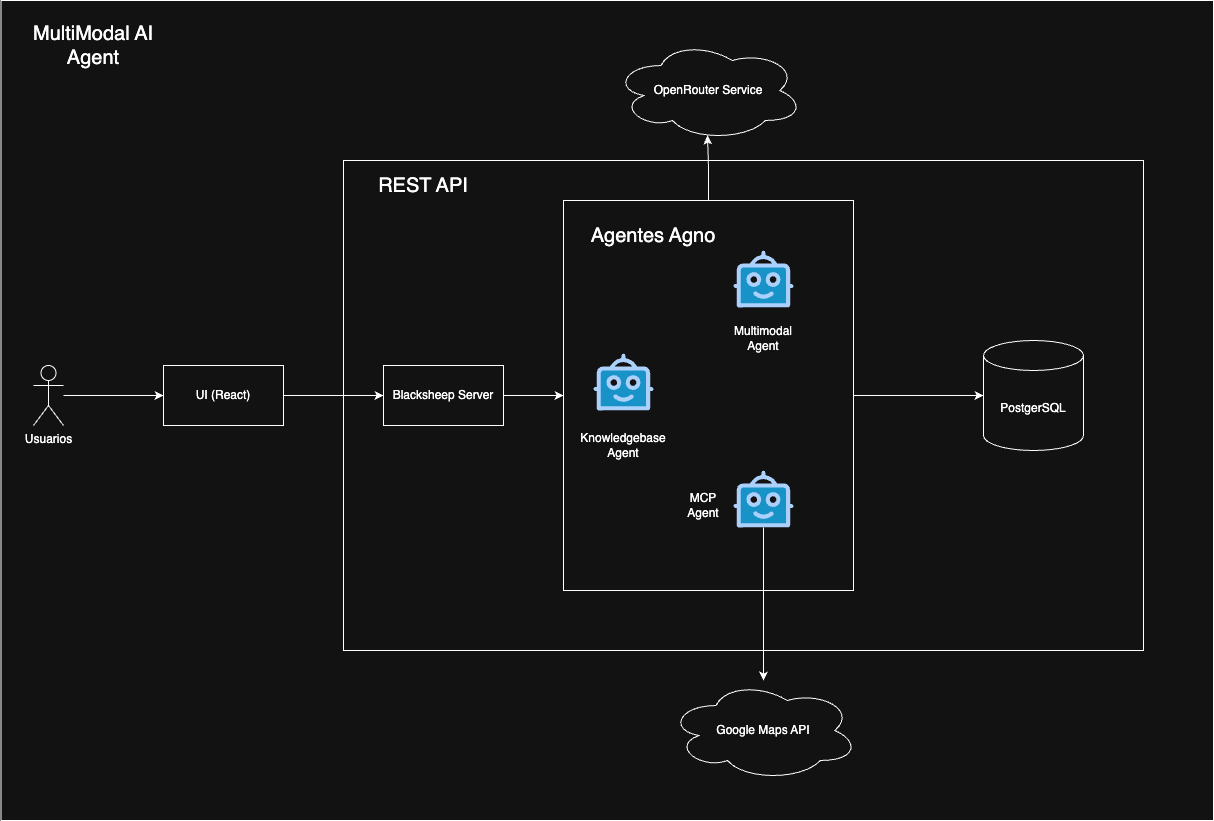 MultiModal AI
Agent
OpenRouter Service
REST API
Agentes Agno
Multimodal
Agent
Usuarios
UI (React)
Blacksheep Server
Knowledgebase
Agent
PostgerSQL
MCP
Agent
Google Maps API